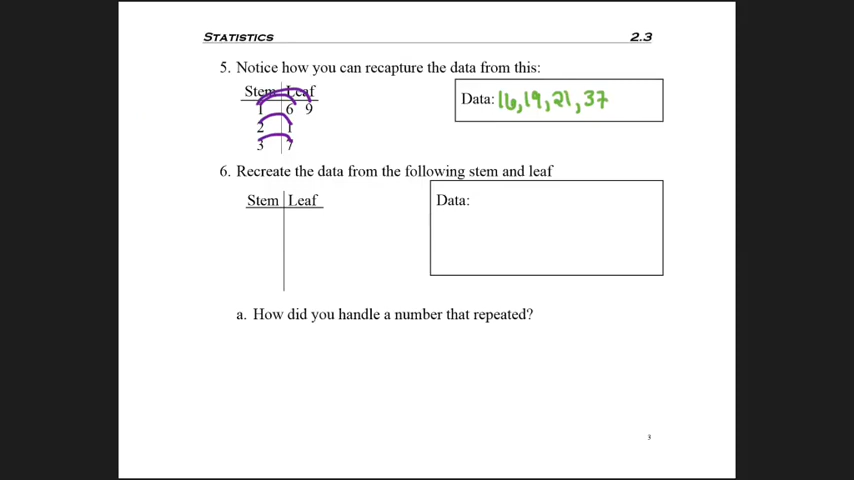 STATISTICS 2.3
5. Notice how you can recapture the data from this:
Stem Leaf
1 6 9
2 1
3 7
Data: 16, 19, 21, 37
6. Recreate the data from the following stem and leaf
Stem Leaf
Data:
a. How did you handle a number that repeated?
3